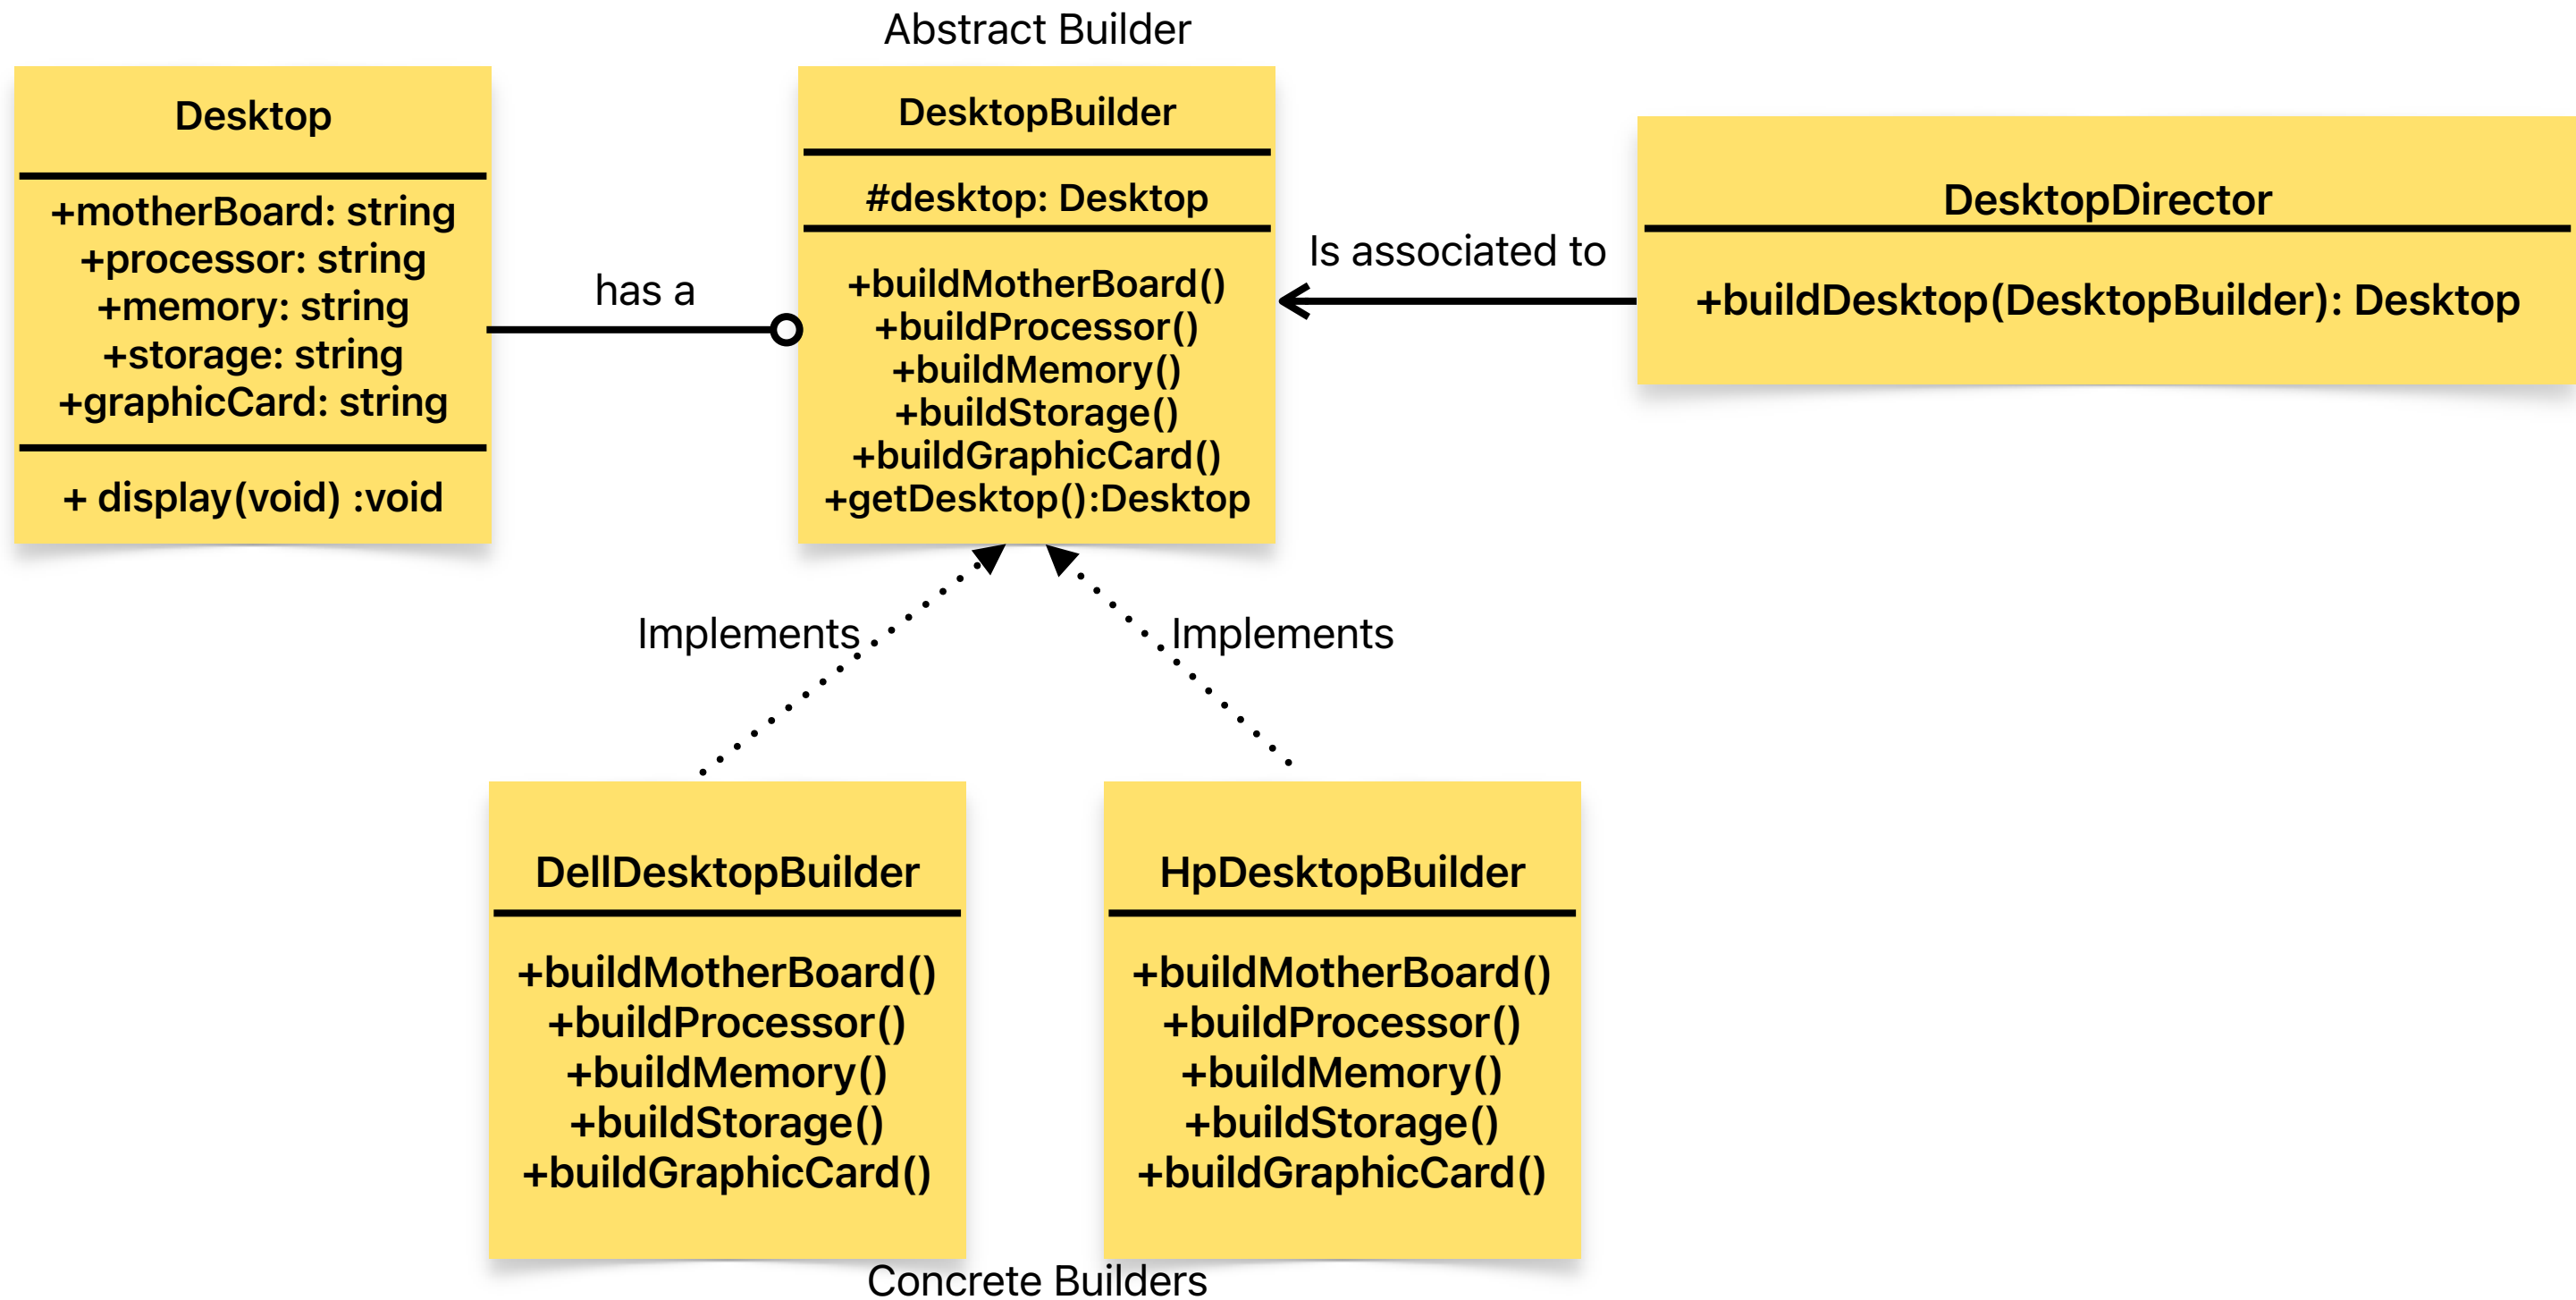 Abstract Builder
Desktop
+motherBoard: string
+processor: string
+memory: string
+storage: string
+graphicCard: string
+ display(void) :void
has a
DesktopBuilder
#desktop: Desktop
+buildMotherBoard()
+buildProcessor()
+buildMemory()
+buildStorage()
+buildGraphicCard()
+getDesktop():Desktop
Is associated to
DesktopDirector
+buildDesktop(DesktopBuilder): Desktop
Implements
Implements
DellDesktopBuilder
+buildMotherBoard()
+buildProcessor()
+buildMemory()
+buildStorage()
+buildGraphicCard()
HpDesktopBuilder
+buildMotherBoard()
+buildProcessor()
+buildMemory()
+buildStorage()
+buildGraphicCard()
Concrete Builders